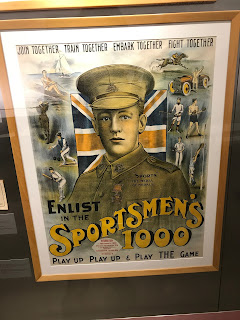 JOIN TOGETHER TRAIN TOGETHER EMBARK TOGETHER FIGHT TOGETHER
ENLIST
IN THE
SPORTSMEN'S
1000
PLAY UP PLAY UP & PLAY THE GAME